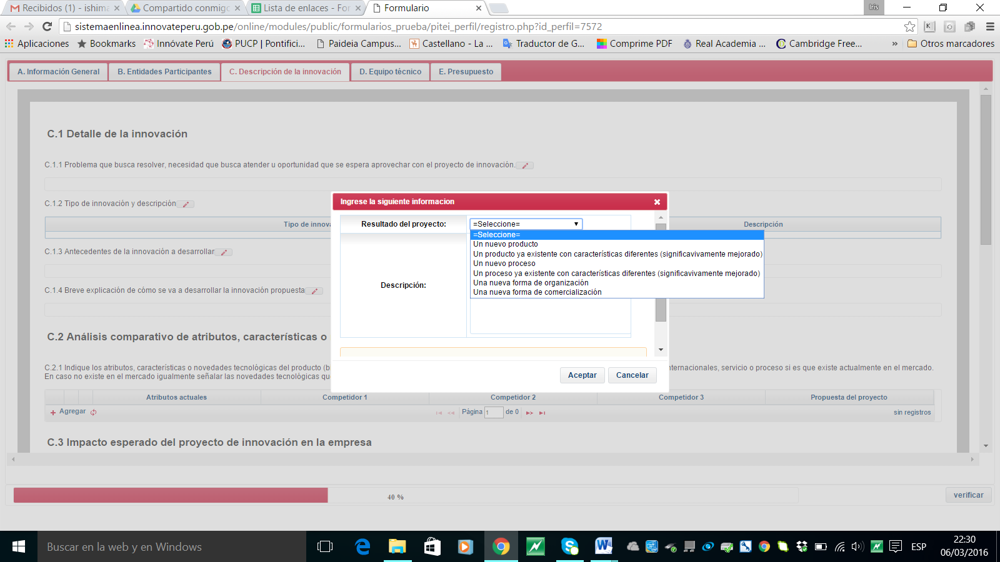 Recibidos (1) - ishima
Compartido conmigo
Lista de enlaces - For
Formulario
Iris
sistemaenlinea.innovateperu.gob.pe/online/modules/public/formularios_prueba/pitei_perfil/registro.php?id_perfil=7572
Aplicaciones
Bookmarks
Innóvate Perú
PUCP | Pontifici...
Paideia Campus...
Castellano - La ...
Traductor de G...
Comprime PDF
Real Academia ...
Cambridge Free...
»
Otros marcadores
A. Información General
B. Entidades Participantes
C. Descripción de la innovación
D. Equipo técnico
E. Presupuesto
C.1 Detalle de la innovación
C.1.1 Problema que busca resolver, necesidad que busca atender u oportunidad que se espera aprovechar con el proyecto de innovación.
C.1.2 Tipo de innovación y descripción
Tipo de innova
Descripción
C.1.3 Antecedentes de la innovación a desarrollar
C.1.4 Breve explicación de cómo se va a desarrollar la innovación propuesta
Ingrese la siguiente informacion
Resultado del proyecto:
=Seleccione=
=Seleccione=
Un nuevo producto
Un producto ya existente con características diferentes (significavivamente mejorado)
Un nuevo proceso
Un proceso ya existente con características diferentes (significavivamente mejorado)
Una nueva forma de organización
Una nueva forma de comercialización
Descripción:
Aceptar
Cancelar
C.2 Análisis comparativo de atributos, características o
C.2.1 Indique los atributos, características o novedades tecnológicas del producto (b
nternacionales, servicio o proceso si es que existe actualmente en el mercado.
En caso no existe en el mercado igualmente señalar las novedades tecnológicas qu
Atributos actuales
Competidor 1
Competidor 2
Competidor 3
Propuesta del proyecto
Agregar
Página 1 de 0
sin registros
C.3 Impacto esperado del proyecto de innovación en la empresa
40 %
verificar
Buscar en la web y en Windows
ESP
22:30
06/03/2016